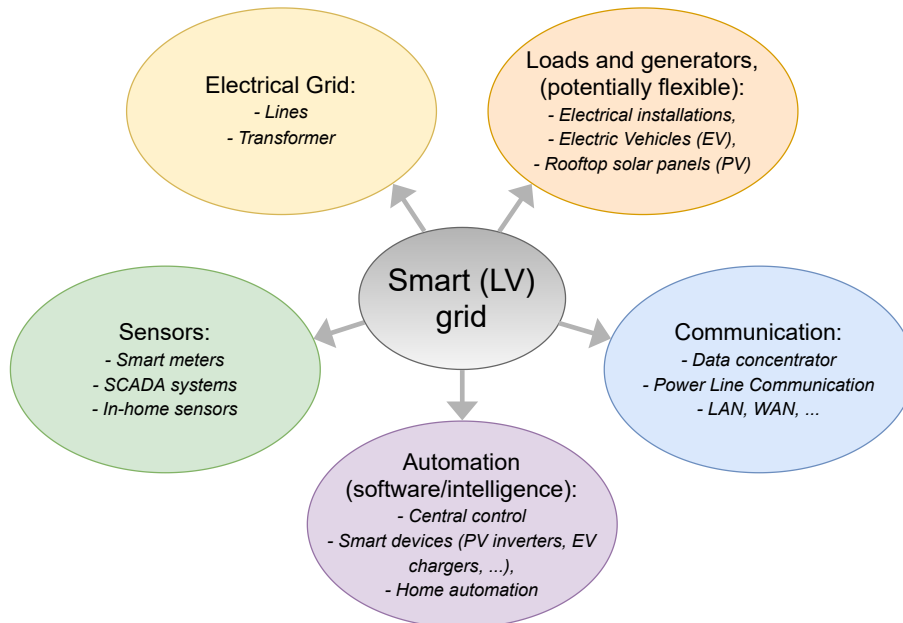 Electrical Grid:
- Lines
- Transformer
Loads and generators,
(potentially flexible):
- Electrical installations,
- Electric Vehicles (EV),
- Rooftop solar panels (PV)
Smart (LV)
grid
Sensors:
- Smart meters
- SCADA systems
- In-home sensors
Communication:
- Data concentrator
- Power Line Communication
- LAN, WAN, ...
Automation
(software/intelligence):
- Central control
- Smart devices (PV inverters, EV
chargers, ...),
- Home automation